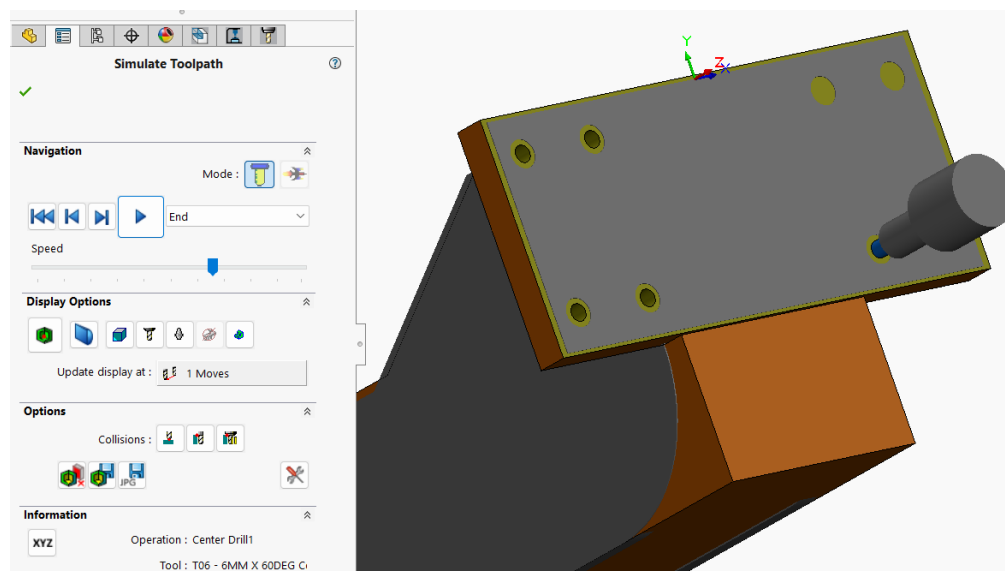 Simulate Toolpath
Navigation
Mode :
End
Speed
Display Options
Update display at : 1 Moves
Options
Collisions :
JPG
Information
XYZ
Operation : Center Drill1
Tool : T06 - 6MM X 60DEG C
Y
Z
X